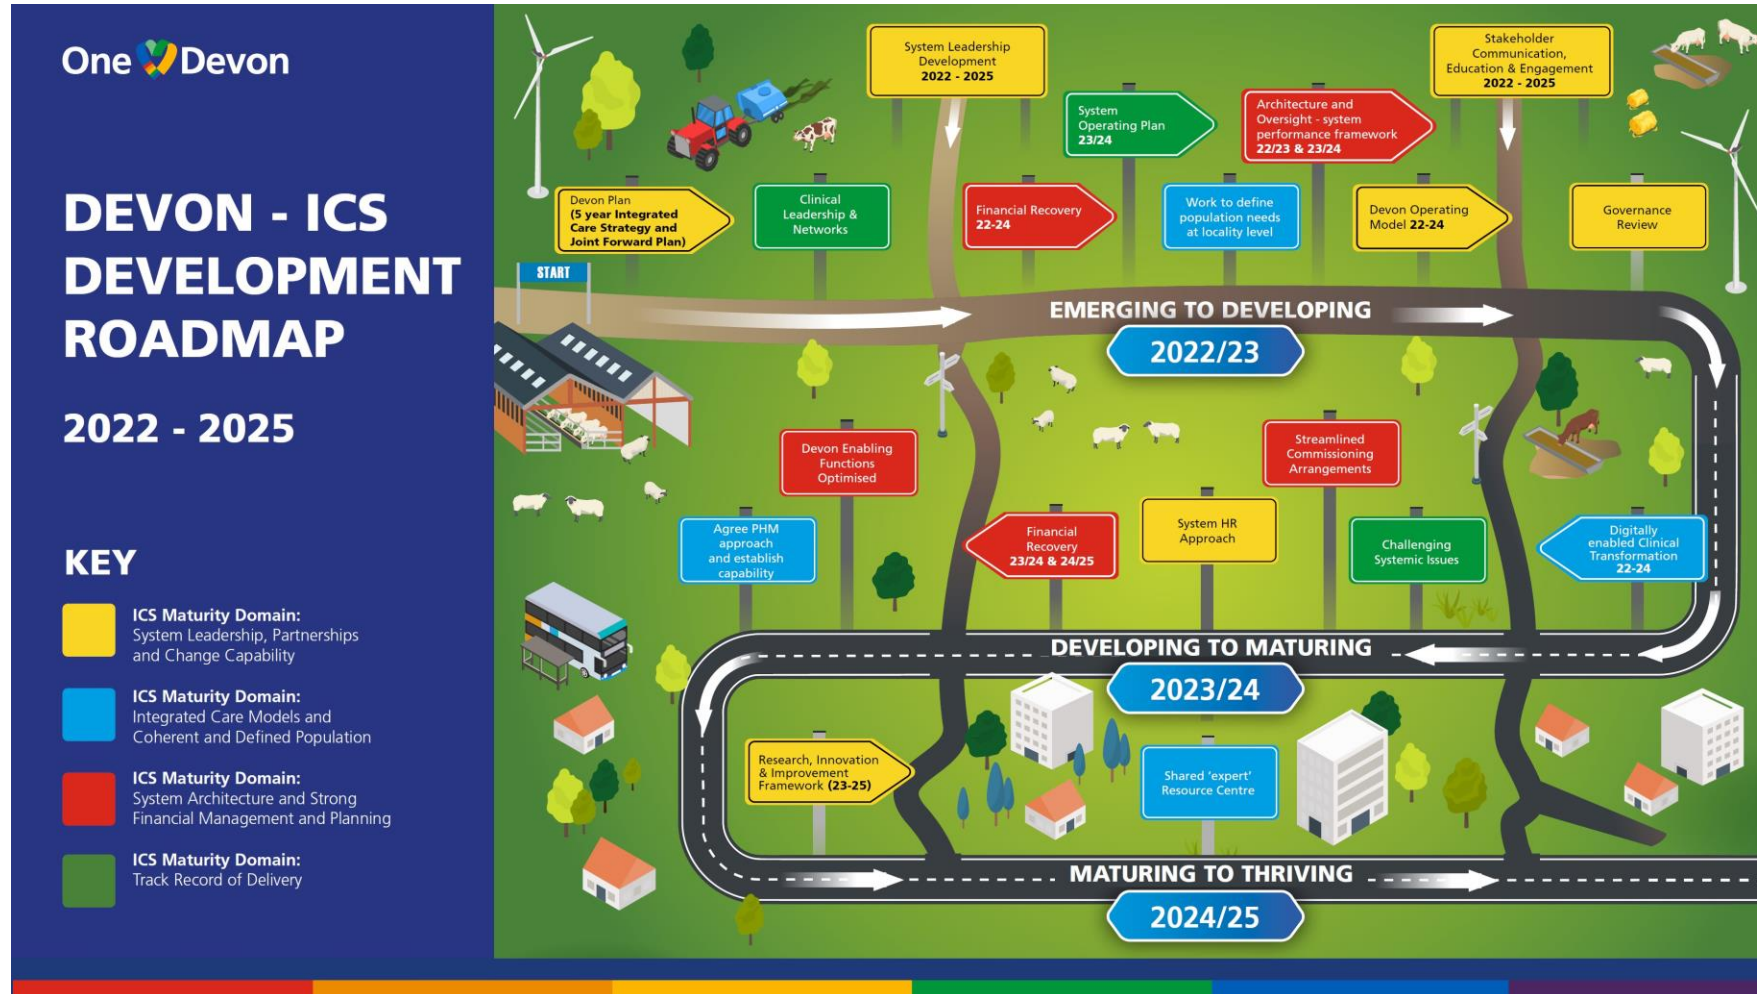 One Devon
DEVON - ICS
DEVELOPMENT
ROADMAP
2022 - 2025
KEY
ICS Maturity Domain:
System Leadership, Partnerships
and Change Capability
ICS Maturity Domain:
Integrated Care Models and
Coherent and Defined Population
ICS Maturity Domain:
System Architecture and Strong
Financial Management and Planning
ICS Maturity Domain:
Track Record of Delivery
System Leadership
Development
2022 - 2025
Stakeholder
Communication,
Education & Engagement
2022 - 2025
System
Operating Plan
23/24
Architecture and
Oversight - system
performance framework
22/23 & 23/24
Devon Plan
(5 year Integrated
Care Strategy and
Joint Forward Plan)
Clinical
Leadership &
Networks
Financial Recovery
22-24
Work to define
population needs
at locality level
Devon Operating
Model 22-24
Governance
Review
START
EMERGING TO DEVELOPING
2022/23
Devon Enabling
Functions
Optimised
Streamlined
Commissioning
Arrangements
Agree PHM
approach
and establish
capability
Financial
Recovery
23/24 & 24/25
System HR
Approach
Challenging
Systemic Issues
Digitally
enabled Clinical
Transformation
22-24
DEVELOPING TO MATURING
2023/24
Research, Innovation
& Improvement
Framework (23-25)
Shared ‘expert’
Resource Centre
MATURING TO THRIVING
2024/25